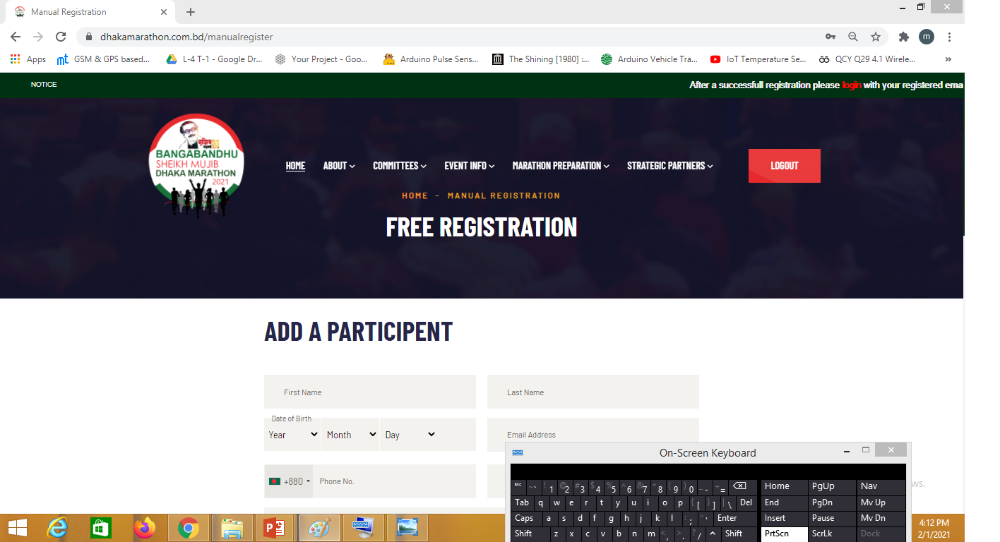 Manual Registration
dhakamarathon.com.bd/manualregister
m
Apps GSM & GPS based... L-4 T-1 - Google Dr... Your Project - Goo... Arduino Pulse Sens... The Shining [1980] :... Arduino Vehicle Tra... IoT Temperature Se... QCY Q29 4.1 Wirele... »
NOTICE After a successfull registration please login with your registered ema
BANGABANDHU
SHEIKH MUJIB
DHAKA MARATHON
2021
HOME ABOUT COMMITTEES EVENT INFO MARATHON PREPARATION STRATEGIC PARTNERS LOGOUT
HOME - MANUAL REGISTRATION
FREE REGISTRATION
ADD A PARTICIPENT
First Name Last Name
Date of Birth
Year Month Day Email Address
+880 Phone No.
On-Screen Keyboard
ws.
Esc ~ ` ! 1 @ 2 # 3 $ 4 % 5 ^ 6 & 7 * 8 ( 9 ) 0 _ - + = Home PgUp Nav
Tab q w e r t y u i o p { [ } ] | \ Del End PgDn Mv Up
Caps a s d f g h j k l : ; " ' Enter Insert Pause Mv Dn
Shift z x c v b n m < , > . ? / ^ Shift PrtScn ScrLk Dock
4:12 PM
2/1/2021